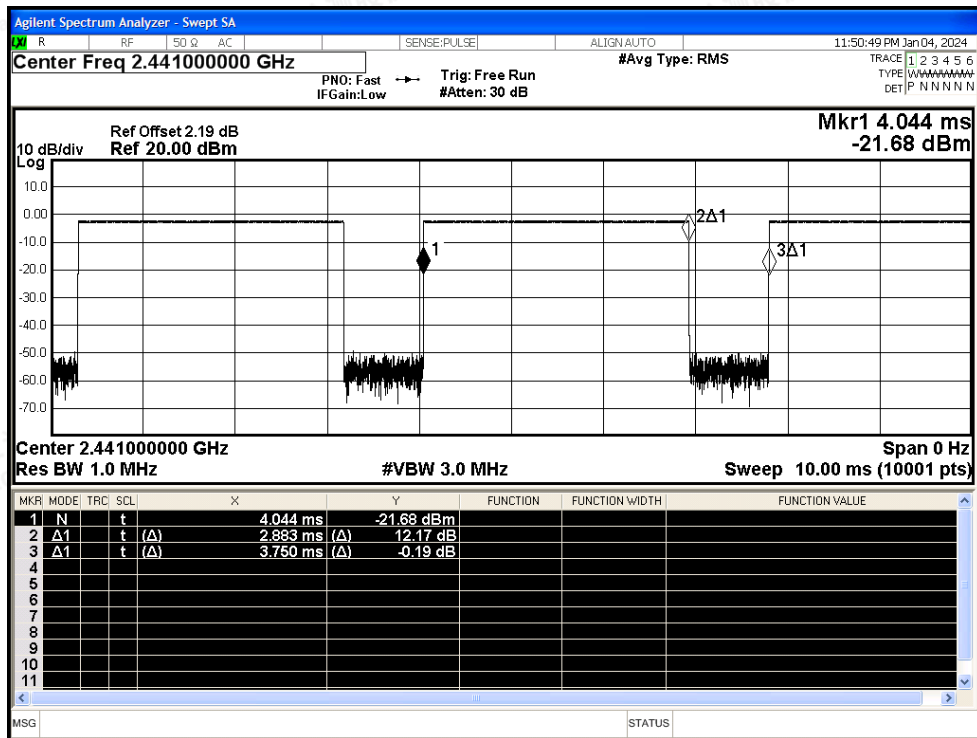 Agilent Spectrum Analyzer - Swept SA
LXI R RF 50 Ω AC SENSE:PULSE ALIGN AUTO 11:50:49 PM Jan 04, 2024
Center Freq 2.441000000 GHz #Avg Type: RMS TRACE 1 2 3 4 5 6
PNO: Fast Trig: Free Run TYPE WWWWWW
IFGain:Low #Atten: 30 dB DET P N N N N N
Mkr1 4.044 ms
Ref Offset 2.19 dB
10 dB/div Ref 20.00 dBm -21.68 dBm
Log
10.0
0.00
2Δ1
-10.0
1
3Δ1
-20.0
-30.0
-40.0
-50.0
-60.0
-70.0
Center 2.441000000 GHz Span 0 Hz
Res BW 1.0 MHz #VBW 3.0 MHz Sweep 10.00 ms (10001 pts)
MKR MODE TRC SCL X Y FUNCTION FUNCTION WIDTH FUNCTION VALUE
1 N t 4.044 ms -21.68 dBm
2 Δ1 t (Δ) 2.883 ms (Δ) 12.17 dB
3 Δ1 t (Δ) 3.750 ms (Δ) -0.19 dB
4
5
6
7
8
9
10
11
MSG STATUS